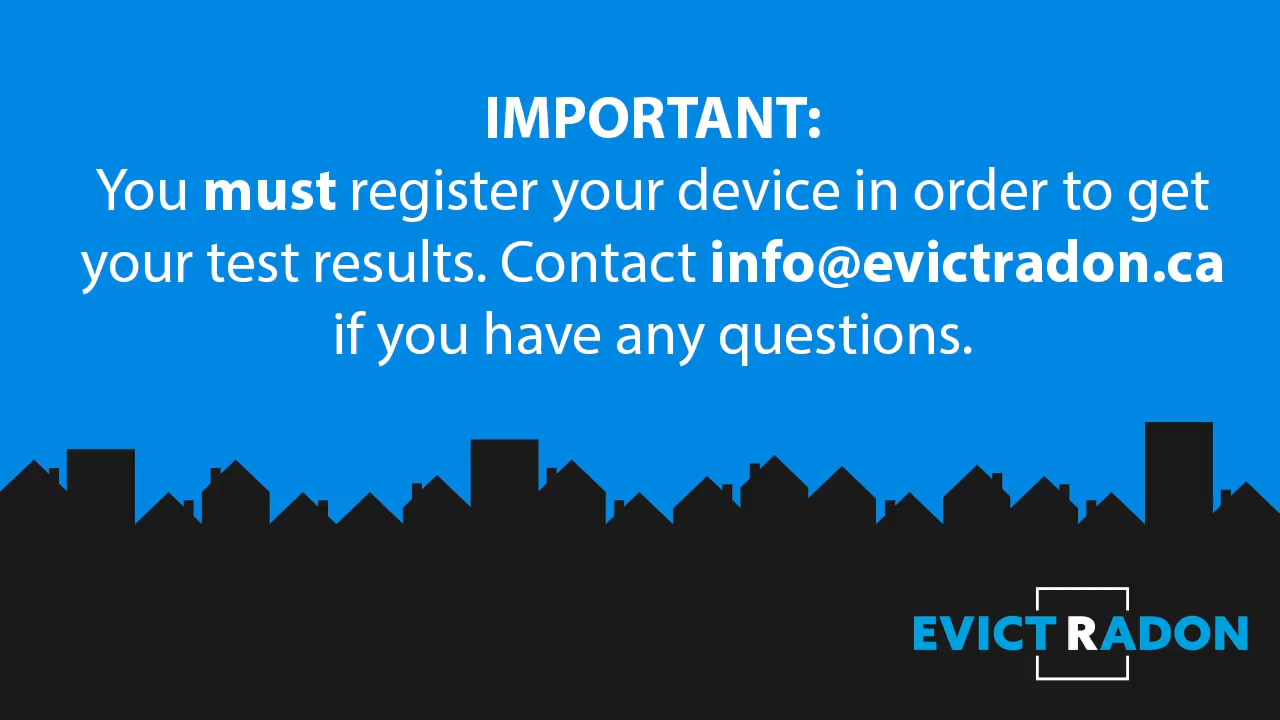 IMPORTANT:
You must register your device in order to get
your test results. Contact info@evictradon.ca
if you have any questions.
EVICT RADON